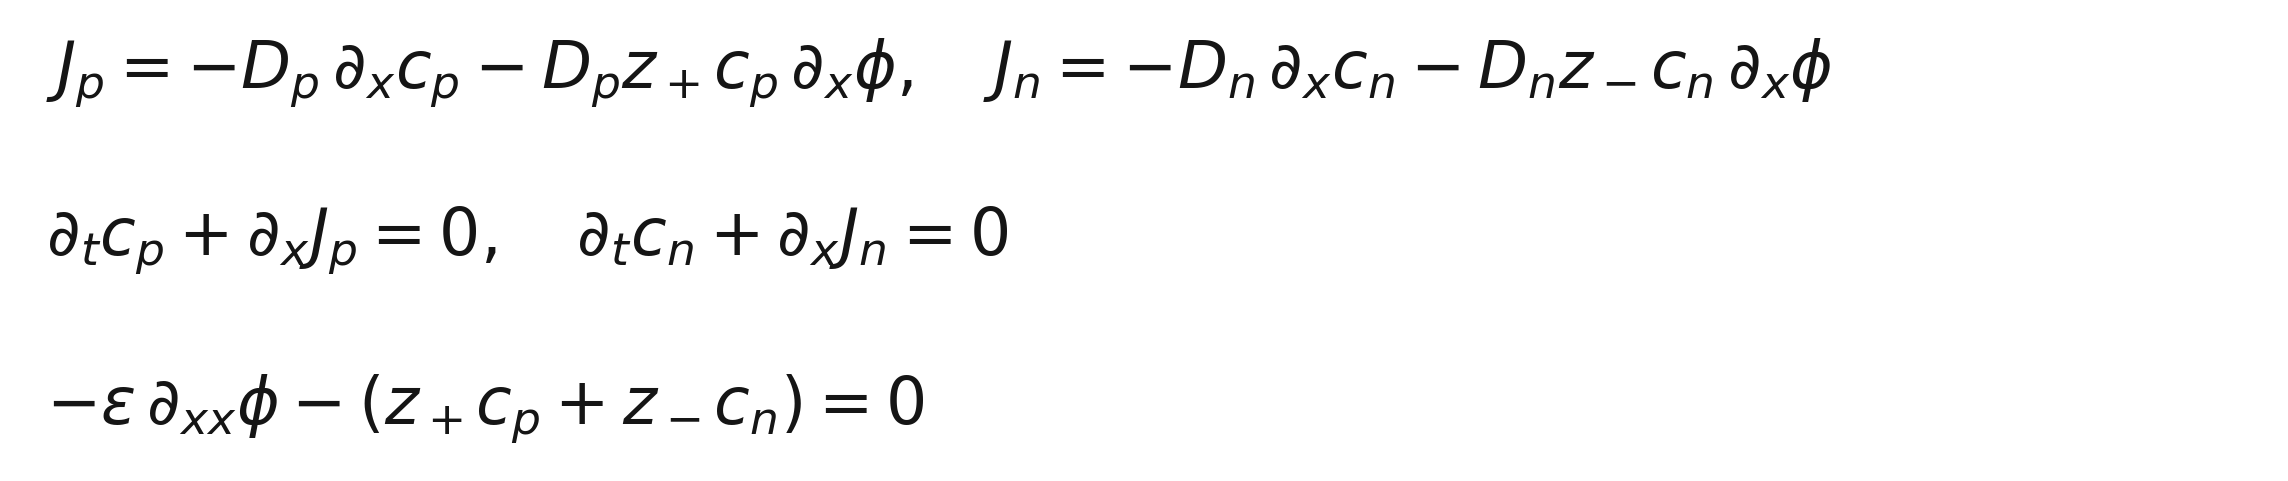 J_p = −D_p ∂_x c_p − D_p z_+ c_p ∂_x ϕ,   J_n = −D_n ∂_x c_n − D_n z_− c_n ∂_x ϕ
∂_t c_p + ∂_x J_p = 0,   ∂_t c_n + ∂_x J_n = 0
−ε ∂_{xx} ϕ − (z_+ c_p + z_− c_n) = 0